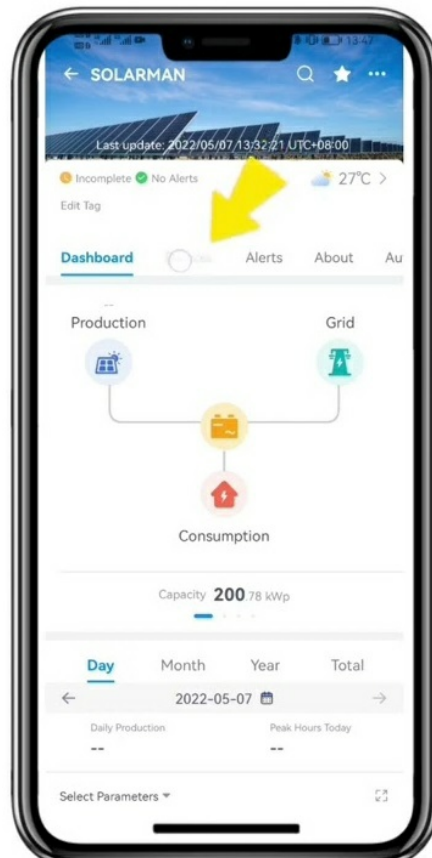 13:47
← SOLARMAN
Last update: 2022/05/07 13:32:21 UTC+08:00
Incomplete No Alerts 27°C >
Edit Tag
Dashboard Alerts About Au
--
Production Grid
Consumption
Capacity 200.78 kWp
Day Month Year Total
← 2022-05-07 →
Daily Production Peak Hours Today
-- --
Select Parameters